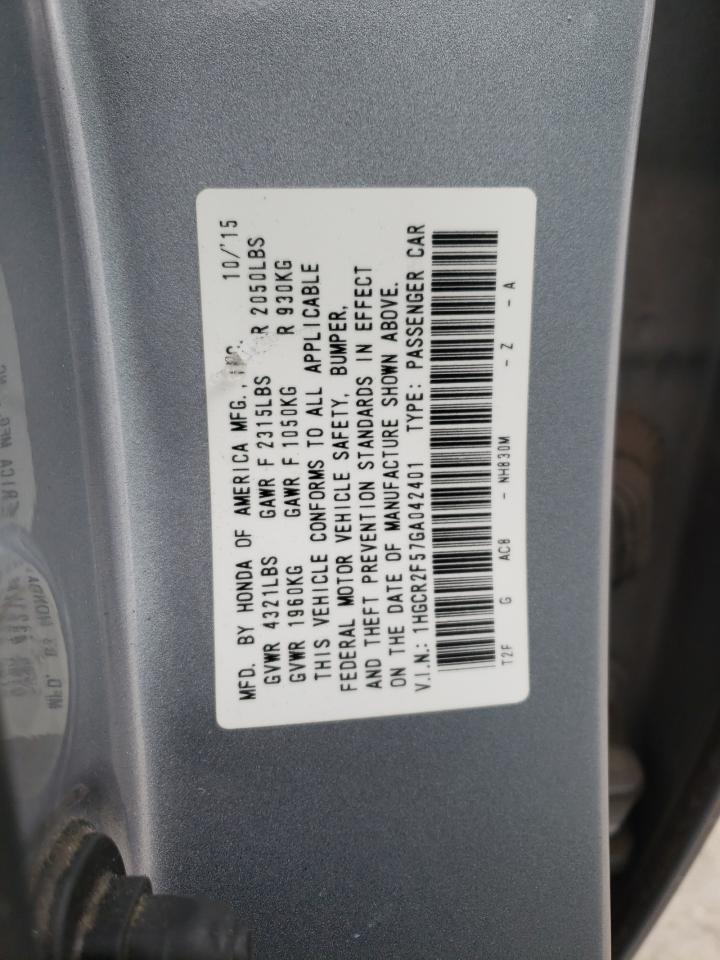 MFD. BY HONDA OF AMERICA MFG., INC. 10/'15
GVWR 4321LBS GAWR F 2315LBS R 2050LBS
GVWR 1960KG GAWR F 1050KG R 930KG
THIS VEHICLE CONFORMS TO ALL APPLICABLE
FEDERAL MOTOR VEHICLE SAFETY, BUMPER,
AND THEFT PREVENTION STANDARDS IN EFFECT
ON THE DATE OF MANUFACTURE SHOWN ABOVE.
V.I.N.: 1HGCR2F57GA042401 TYPE: PASSENGER CAR
T2F G AC8 - NH830M - Z - A